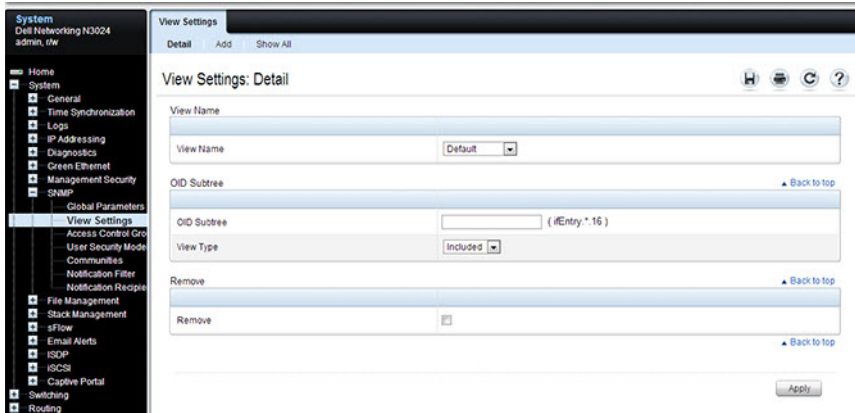 System
Dell Networking N3024
admin, r/w
Home
System
General
Time Synchronization
Logs
IP Addressing
Diagnostics
Green Ethernet
Management Security
SNMP
Global Parameters
View Settings
Access Control Gro
User Security Mode
Communities
Notification Filter
Notification Recipie
File Management
Stack Management
sFlow
Email Alerts
ISDP
iSCSI
Captive Portal
Switching
Routing
View Settings
Detail Add Show All
View Settings: Detail
View Name
View Name Default
OID Subtree Back to top
OID Subtree ( ifEntry.*.16 )
View Type Included
Remove Back to top
Remove
Back to top
Apply